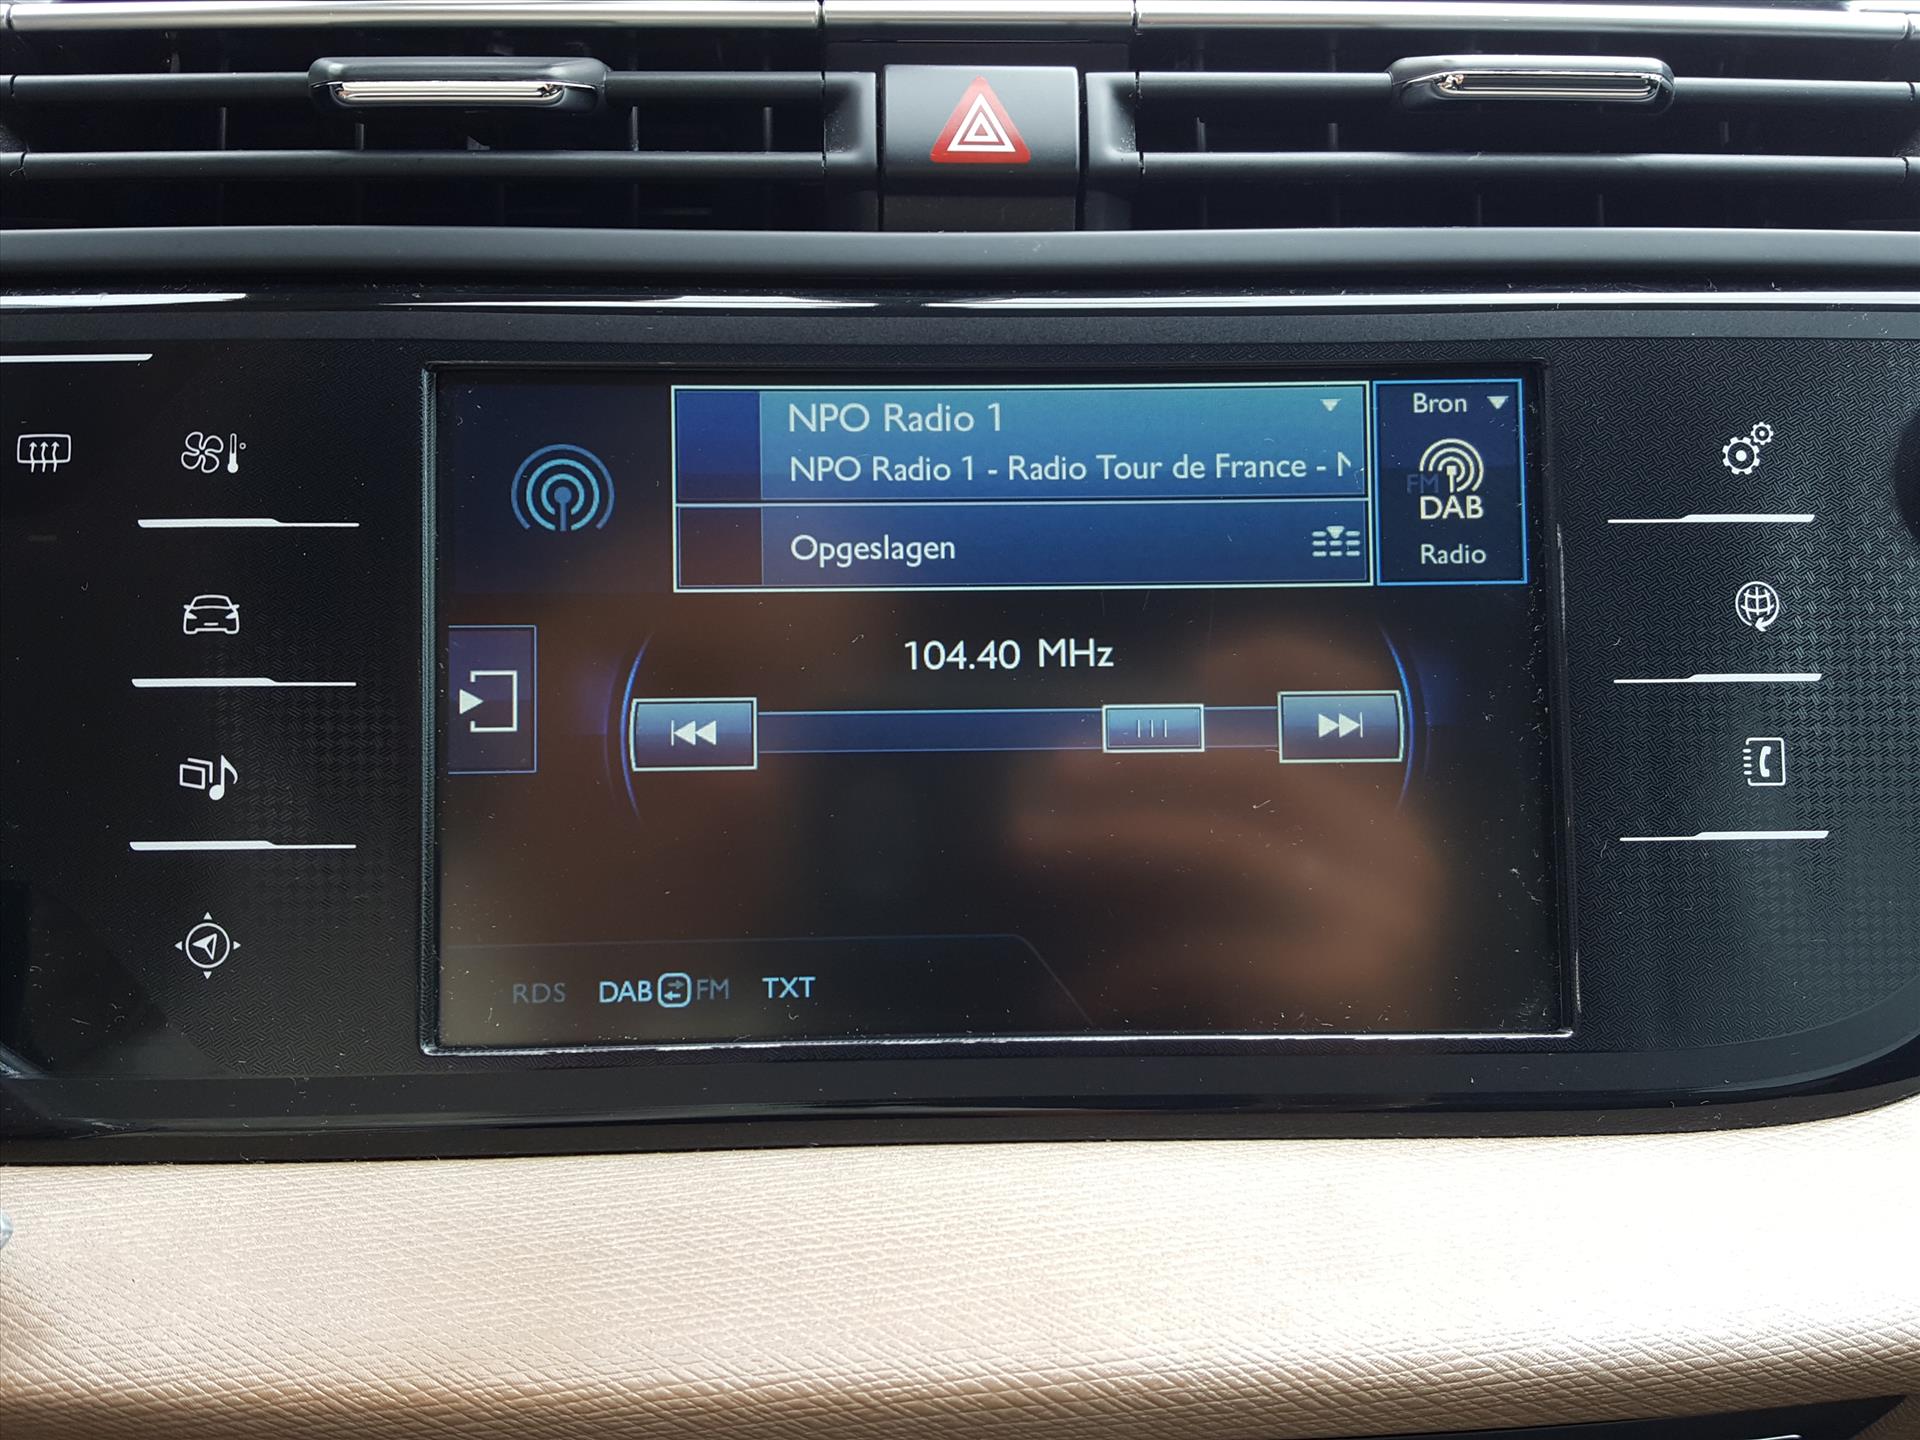 NPO Radio 1
Bron
NPO Radio 1 - Radio Tour de France - N
FM
DAB
Opgeslagen
Radio
104.40 MHz
RDS DAB FM TXT